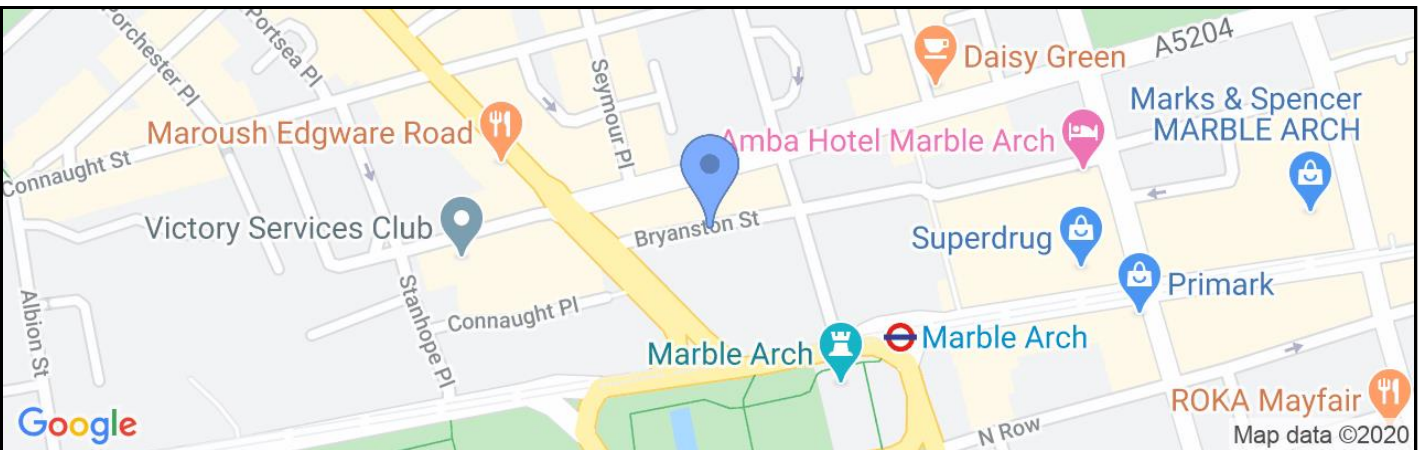 Porchester Pl
Portsea Pl
Seymour Pl
Daisy Green
A5204
Marks & Spencer
MARBLE ARCH
Maroush Edgware Road
Amba Hotel Marble Arch
Connaught St
Victory Services Club
Bryanston St
Superdrug
Primark
Albion St
Stanhope Pl
Connaught Pl
Marble Arch
Marble Arch
ROKA Mayfair
N Row
Google
Map data ©2020